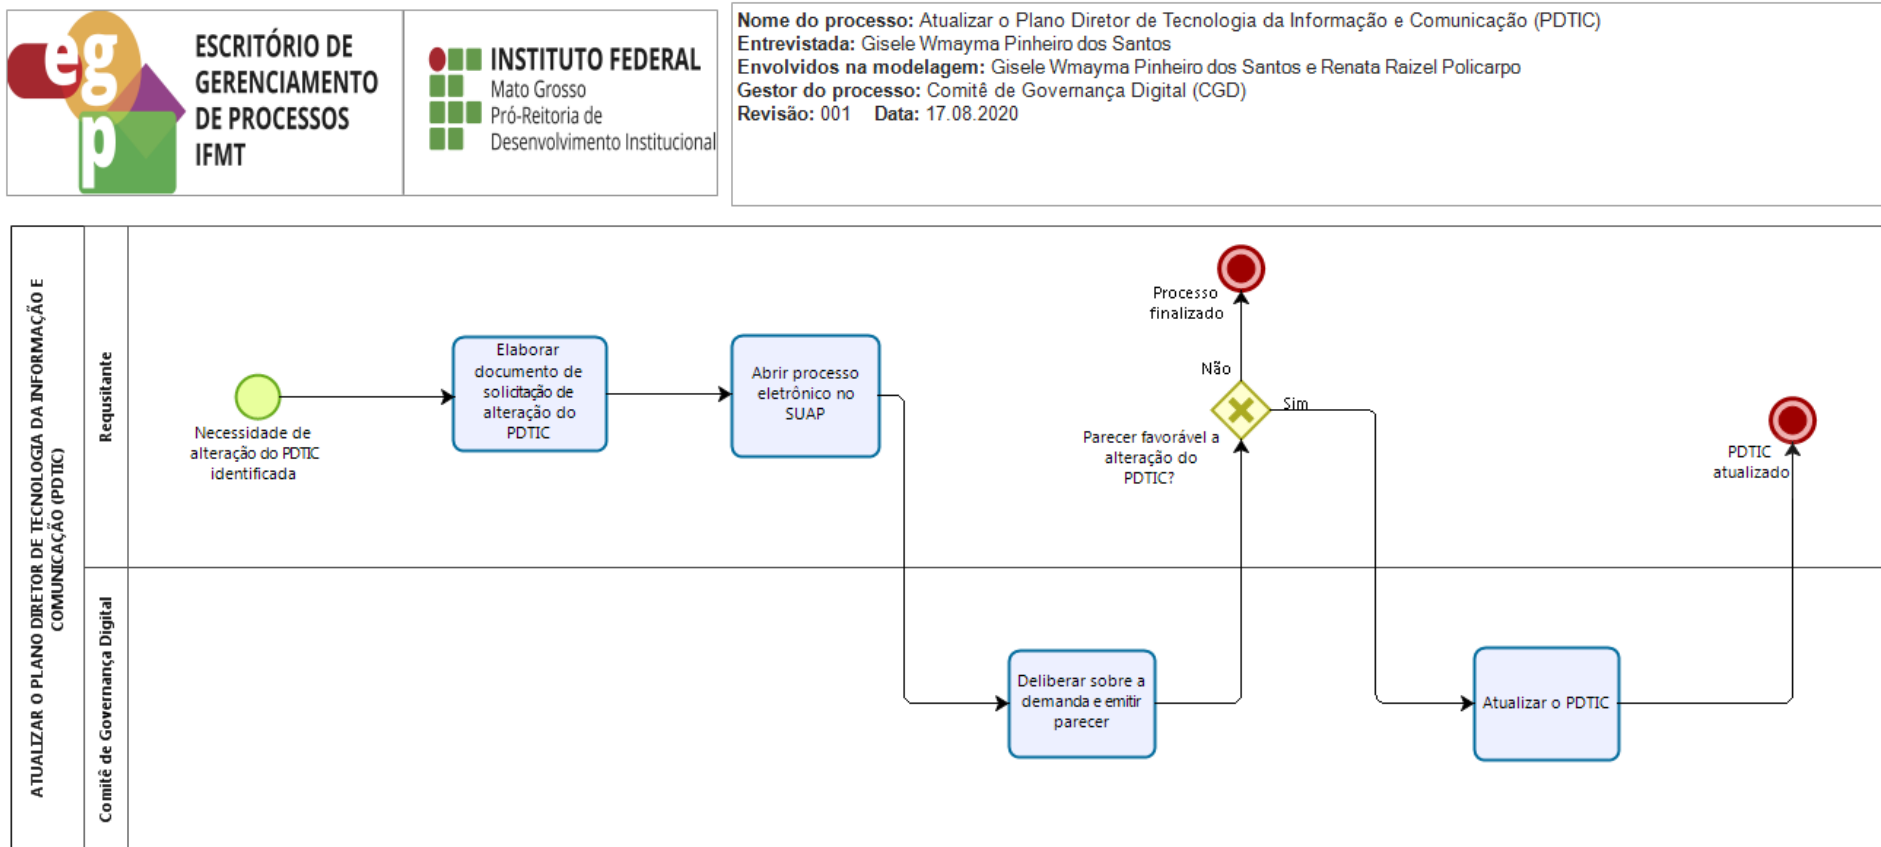 egp
ESCRITÓRIO DE
GERENCIAMENTO
DE PROCESSOS
IFMT
INSTITUTO FEDERAL
Mato Grosso
Pró-Reitoria de
Desenvolvimento Institucional
Nome do processo: Atualizar o Plano Diretor de Tecnologia da Informação e Comunicação (PDTIC)
Entrevistada: Gisele Wmayma Pinheiro dos Santos
Envolvidos na modelagem: Gisele Wmayma Pinheiro dos Santos e Renata Raizel Policarpo
Gestor do processo: Comitê de Governança Digital (CGD)
Revisão: 001 Data: 17.08.2020
ATUALIZAR O PLANO DIRETOR DE TECNOLOGIA DA INFORMAÇÃO E
COMUNICAÇÃO (PDTIC)
Requsitante
Necessidade de
alteração do PDTIC
identificada
Elaborar
documento de
solicitação de
alteração do
PDTIC
Abrir processo
eletrônico no
SUAP
Processo
finalizado
Não
Sim
Parecer favorável a
alteração do
PDTIC?
PDTIC
atualizado
Comitê de Governança Digital
Deliberar sobre a
demanda e emitir
parecer
Atualizar o PDTIC